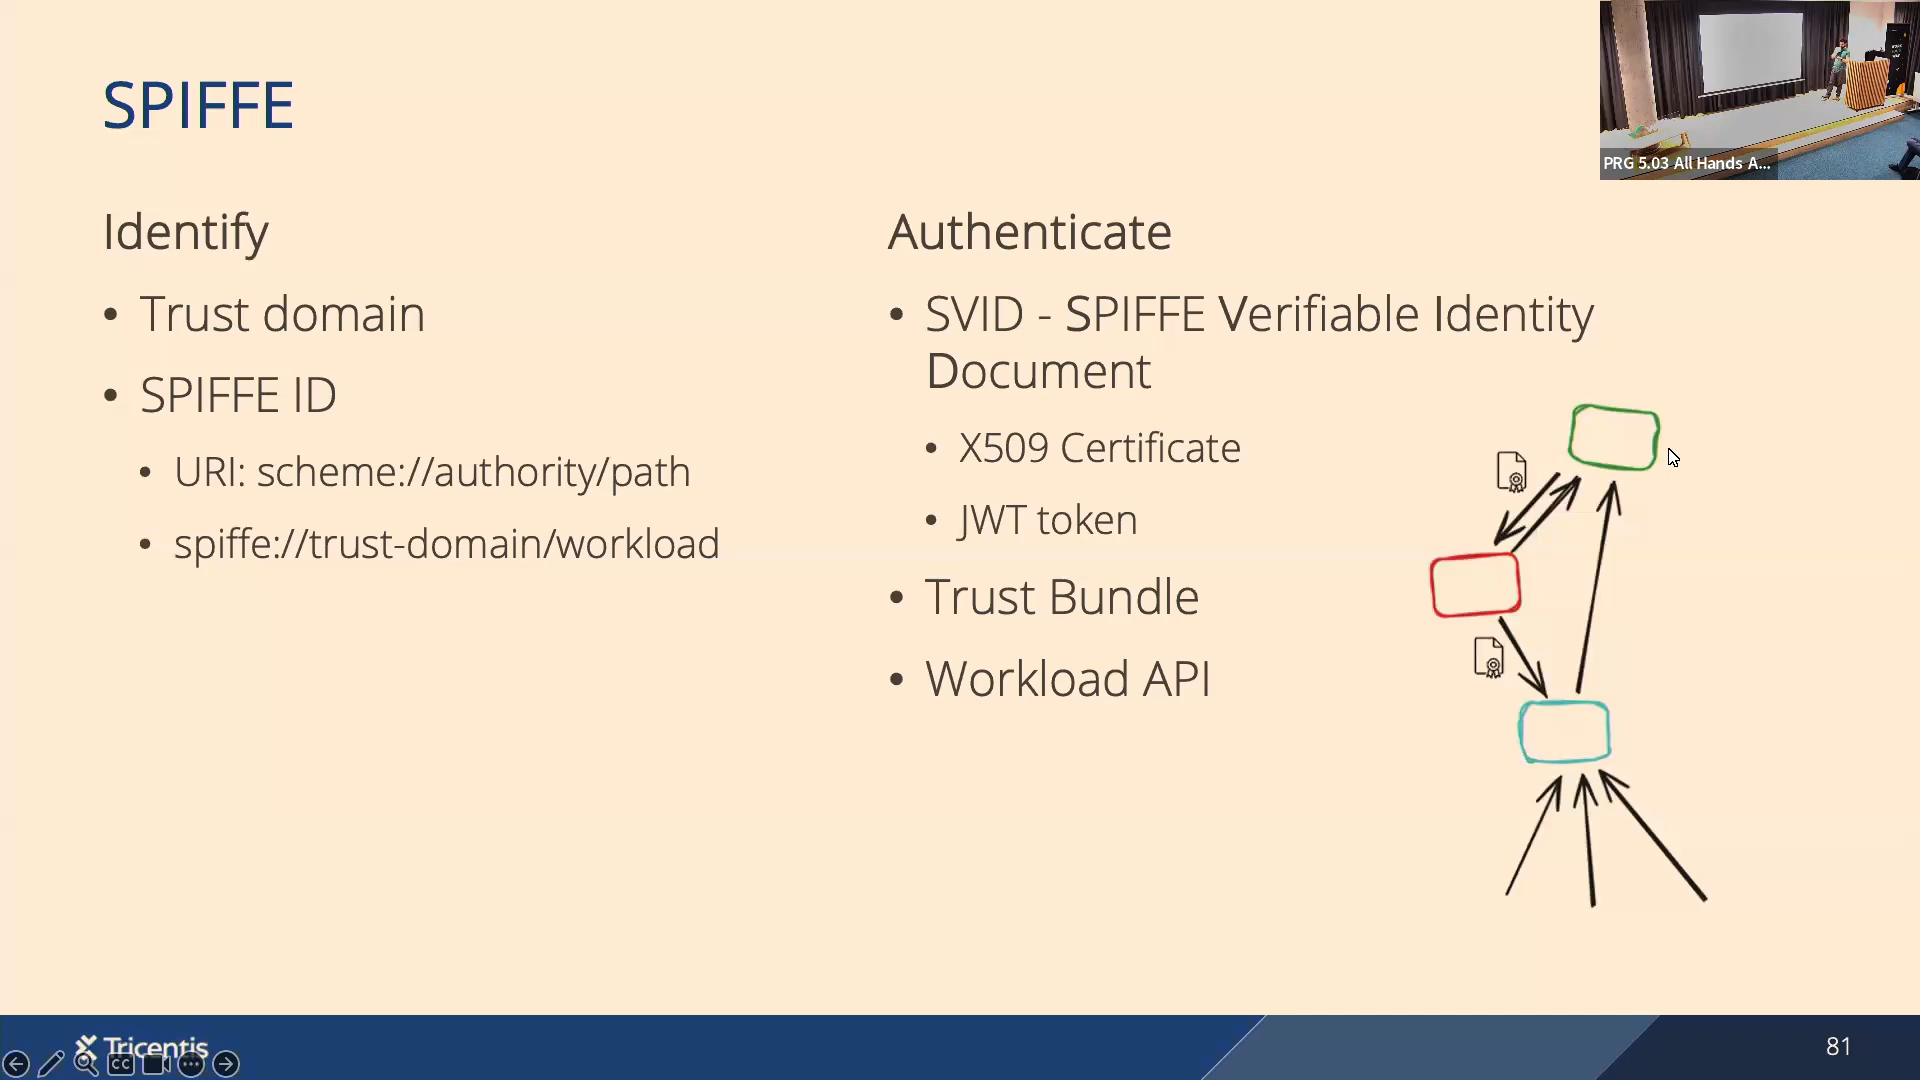 SPIFFE
PRG 5.03 All Hands A...
Identify
• Trust domain
• SPIFFE ID
• URI: scheme://authority/path
• spiffe://trust-domain/workload
Authenticate
• SVID - SPIFFE Verifiable Identity
Document
• X509 Certificate
• JWT token
• Trust Bundle
• Workload API
Tricentis
CC
81